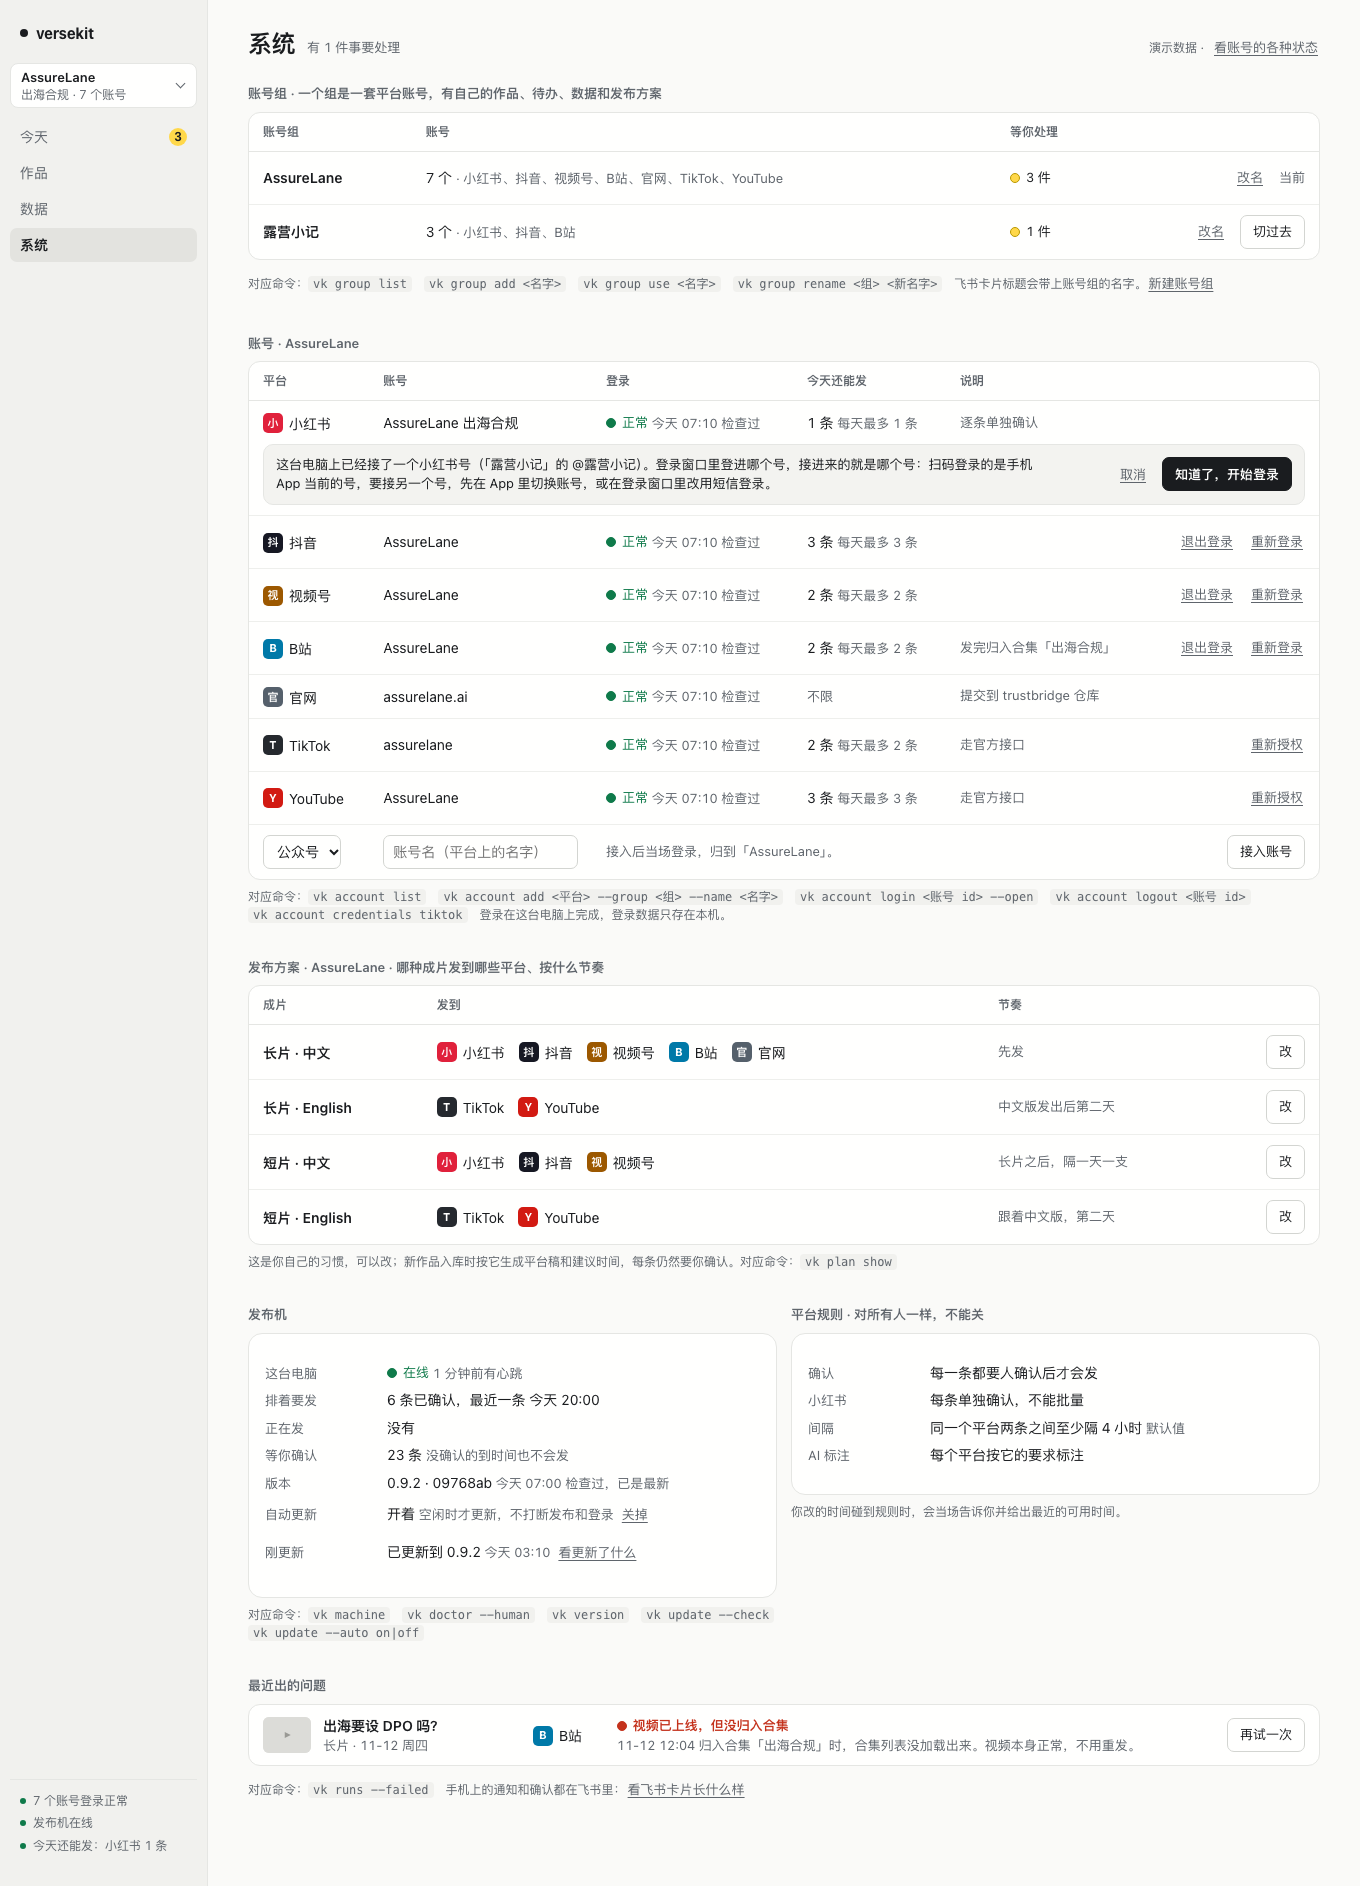 versekit
AssureLane
出海合规 · 7 个账号
今天 3
作品
数据
系统
7 个账号登录正常
发布机在线
今天还能发：小红书 1 条
系统 有 1 件事要处理
演示数据 · 看账号的各种状态
账号组 · 一个组是一套平台账号，有自己的作品、待办、数据和发布方案
账号组 账号 等你处理
AssureLane 7 个 · 小红书、抖音、视频号、B站、官网、TikTok、YouTube 3 件 改名 当前
露营小记 3 个 · 小红书、抖音、B站 1 件 改名 切过去
对应命令： vk group list vk group add <名字> vk group use <名字> vk group rename <组> <新名字> 飞书卡片标题会带上账号组的名字。 新建账号组
账号 · AssureLane
平台 账号 登录 今天还能发 说明
小 小红书 AssureLane 出海合规 正常 今天 07:10 检查过 1 条 每天最多 1 条 逐条单独确认
这台电脑上已经接了一个小红书号（「露营小记」的 @露营小记）。登录窗口里登进哪个号，接进来的就是哪个号：扫码登录的是手机
App 当前的号，要接另一个号，先在 App 里切换账号，或在登录窗口里改用短信登录。
取消 知道了，开始登录
抖 抖音 AssureLane 正常 今天 07:10 检查过 3 条 每天最多 3 条 退出登录 重新登录
视 视频号 AssureLane 正常 今天 07:10 检查过 2 条 每天最多 2 条 退出登录 重新登录
B B站 AssureLane 正常 今天 07:10 检查过 2 条 每天最多 2 条 发完归入合集「出海合规」 退出登录 重新登录
官 官网 assurelane.ai 正常 今天 07:10 检查过 不限 提交到 trustbridge 仓库
T TikTok assurelane 正常 今天 07:10 检查过 2 条 每天最多 2 条 走官方接口 重新授权
Y YouTube AssureLane 正常 今天 07:10 检查过 3 条 每天最多 3 条 走官方接口 重新授权
公众号 账号名（平台上的名字） 接入后当场登录，归到「AssureLane」。 接入账号
对应命令： vk account list vk account add <平台> --group <组> --name <名字> vk account login <账号 id> --open vk account logout <账号 id>
vk account credentials tiktok 登录在这台电脑上完成，登录数据只存在本机。
发布方案 · AssureLane · 哪种成片发到哪些平台、按什么节奏
成片 发到 节奏
长片 · 中文 小 小红书 抖 抖音 视 视频号 B B站 官 官网 先发 改
长片 · English T TikTok Y YouTube 中文版发出后第二天 改
短片 · 中文 小 小红书 抖 抖音 视 视频号 长片之后，隔一天一支 改
短片 · English T TikTok Y YouTube 跟着中文版，第二天 改
这是你自己的习惯，可以改；新作品入库时按它生成平台稿和建议时间，每条仍然要你确认。对应命令： vk plan show
发布机
这台电脑 在线 1 分钟前有心跳
排着要发 6 条已确认，最近一条 今天 20:00
正在发 没有
等你确认 23 条 没确认的到时间也不会发
版本 0.9.2 · 09768ab 今天 07:00 检查过，已是最新
自动更新 开着 空闲时才更新，不打断发布和登录 关掉
刚更新 已更新到 0.9.2 今天 03:10 看更新了什么
对应命令： vk machine vk doctor --human vk version vk update --check
vk update --auto on|off
平台规则 · 对所有人一样，不能关
确认 每一条都要人确认后才会发
小红书 每条单独确认，不能批量
间隔 同一个平台两条之间至少隔 4 小时 默认值
AI 标注 每个平台按它的要求标注
你改的时间碰到规则时，会当场告诉你并给出最近的可用时间。
最近出的问题
出海要设 DPO 吗？
长片 · 11-12 周四
B B站
视频已上线，但没归入合集
11-12 12:04 归入合集「出海合规」时，合集列表没加载出来。视频本身正常，不用重发。
再试一次
对应命令： vk runs --failed 手机上的通知和确认都在飞书里： 看飞书卡片长什么样